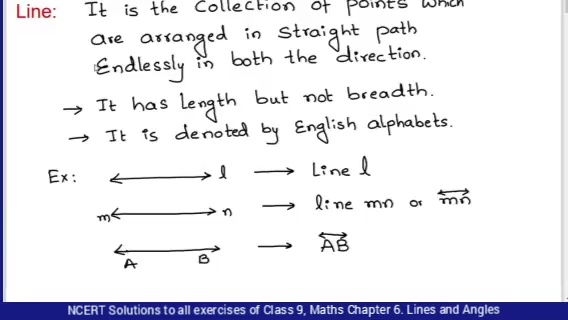 Line: It is the Collection of points which
are arranged in Straight path
Endlessly in both the direction.
→ It has Length but not Breadth.
→ It is denoted by English alphabets.
Ex: l → Line l
m n → line mn or mn
A B → AB
NCERT Solutions to all exercises of Class 9, Maths Chapter 6. Lines and Angles